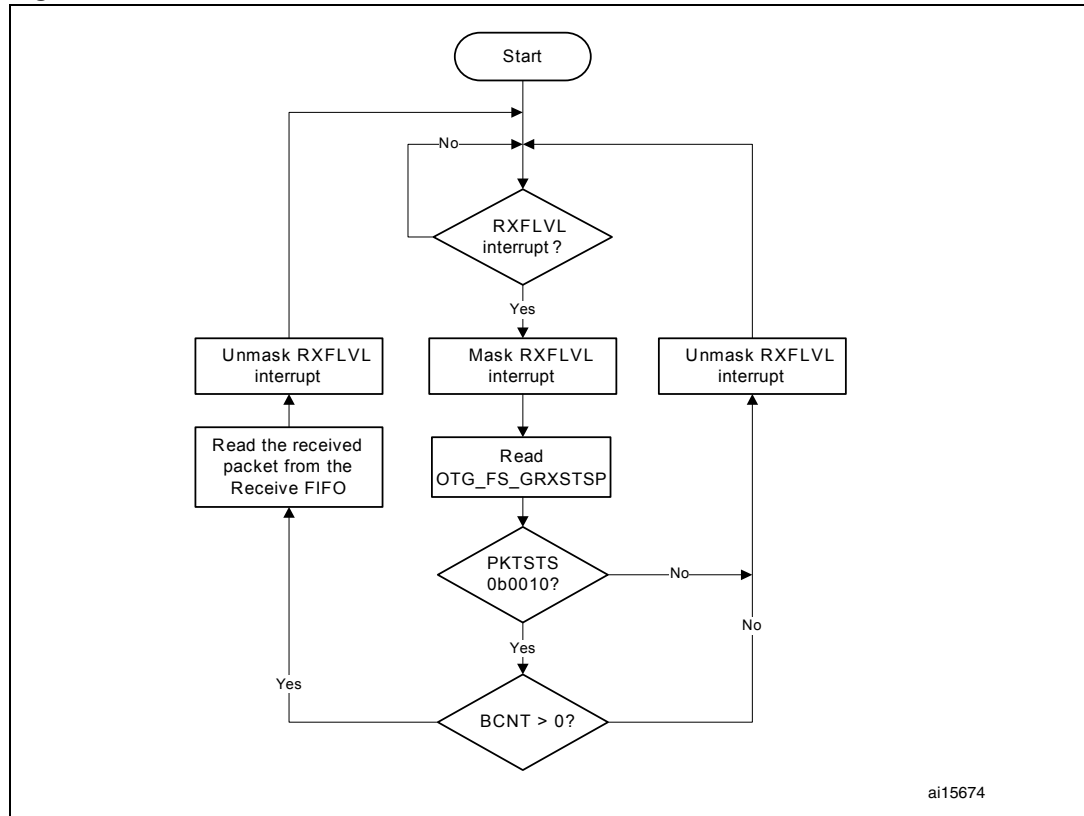 Start
No
RXFLVL
interrupt ?
Yes
Unmask RXFLVL
interrupt
Mask RXFLVL
interrupt
Unmask RXFLVL
interrupt
Read the received
packet from the
Receive FIFO
Read
OTG_FS_GRXSTSP
PKTSTS
0b0010?
No
No
Yes
Yes
BCNT > 0?
ai15674